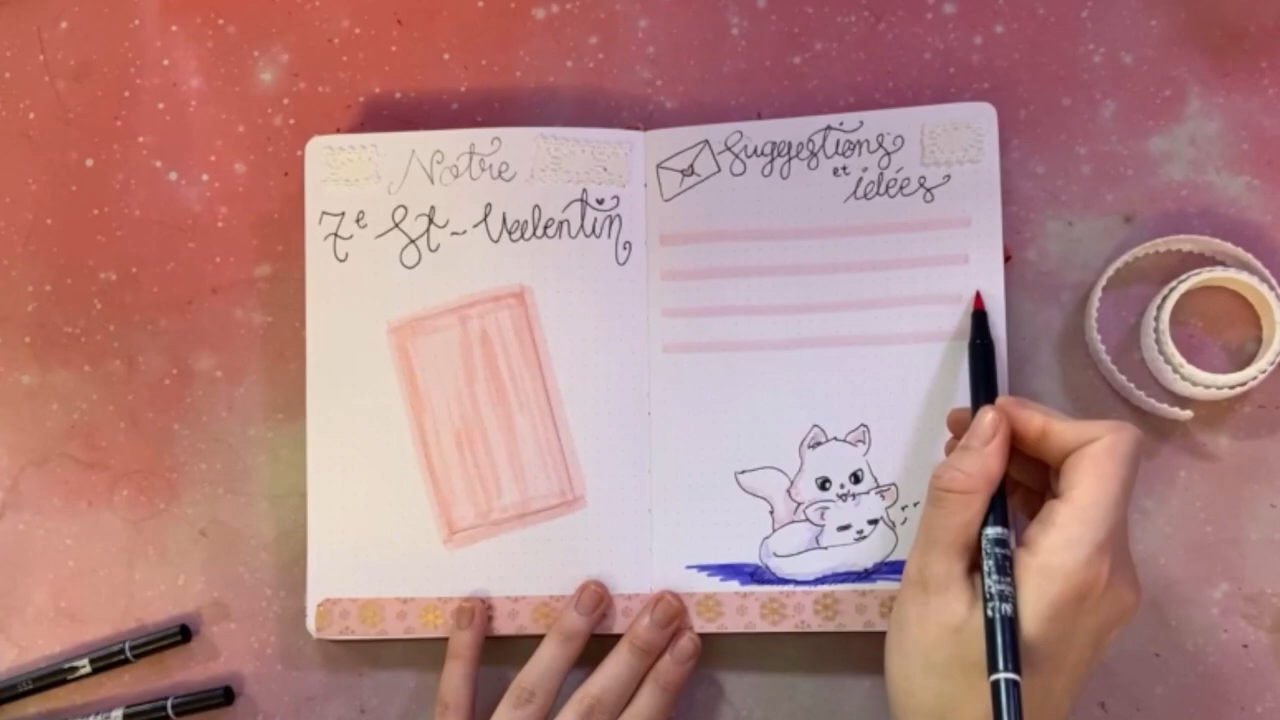 Notre
7e St-Valentin
Suggestions
et
idées